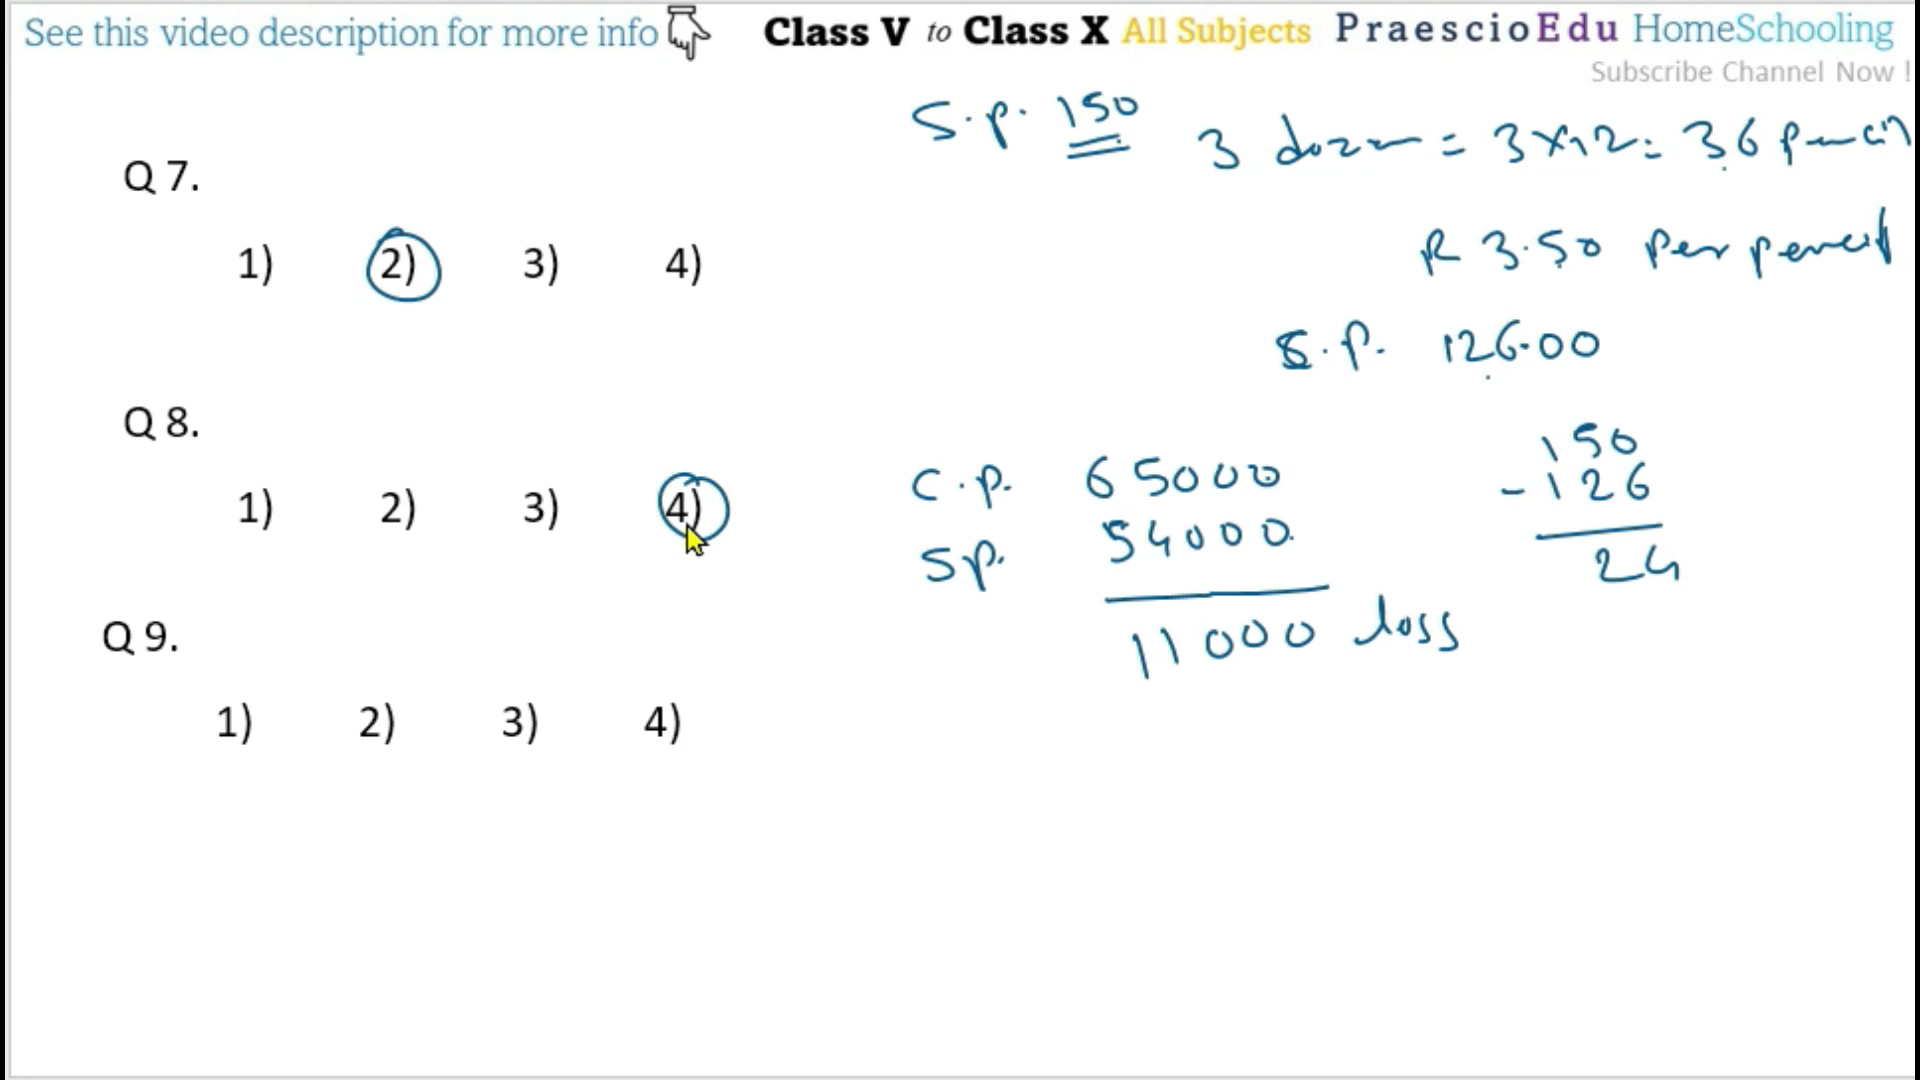 See this video description for more info Class V to Class X All Subjects PraescioEdu HomeSchooling
Subscribe Channel Now !
S.p. 150
3 dozen = 3x12 = 36 pencil
Q 7.
1) 2) 3) 4)
R 3.50 Per pencil
S.P. 126.00
Q 8.
1) 2) 3) 4)
C.p. 65000
Sp. 54000
11000 loss
150
- 126
24
Q 9.
1) 2) 3) 4)